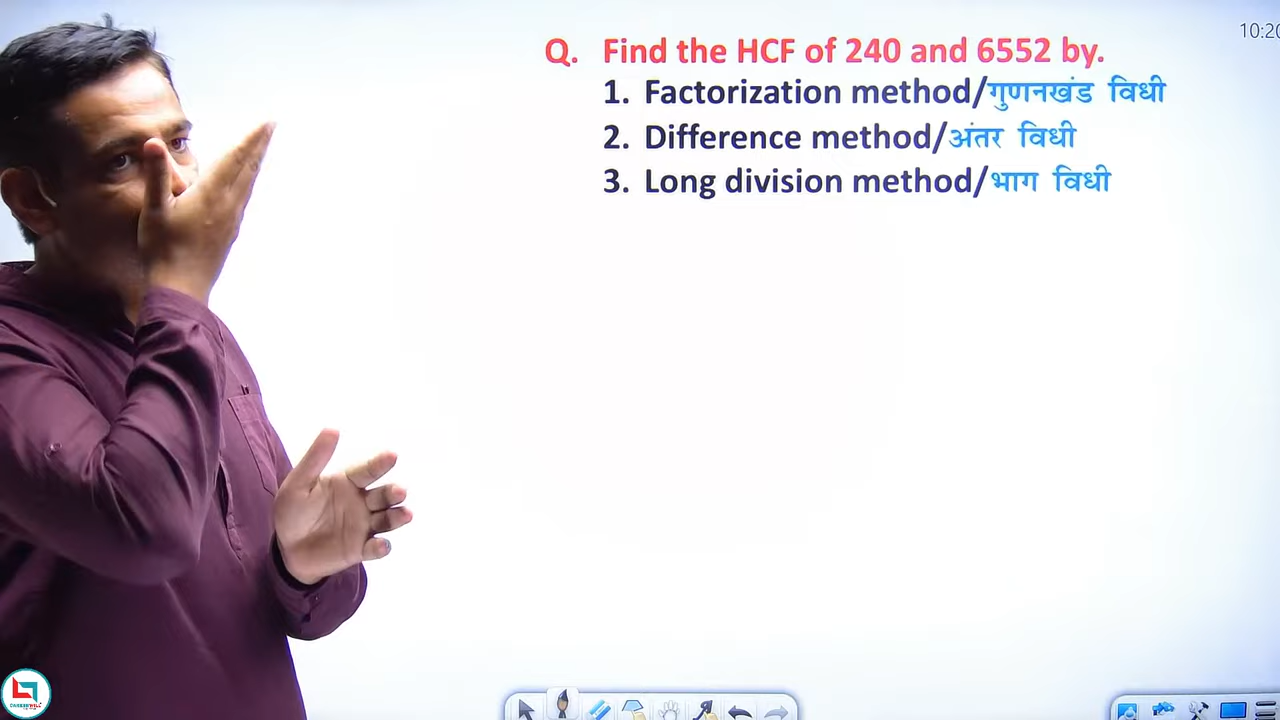 10:20
Q. Find the HCF of 240 and 6552 by.
1. Factorization method/गुणनखंड विधी
2. Difference method/अंतर विधी
3. Long division method/भाग विधी
CAREERWILL